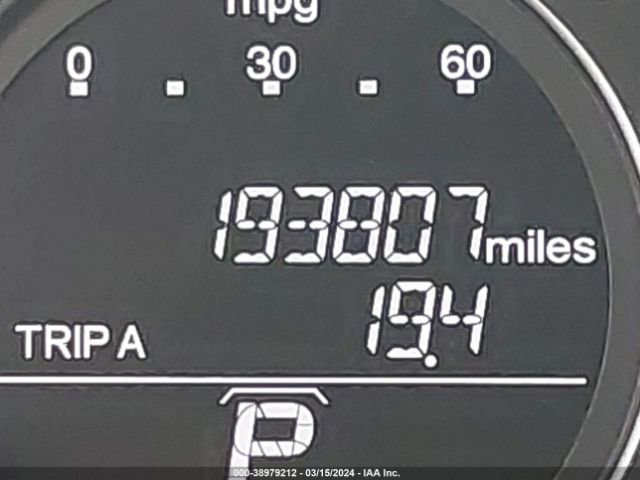 mpg
0 30 60
193807 miles
TRIP A 19.4
P
000-38979212 - 03/15/2024 - IAA Inc.